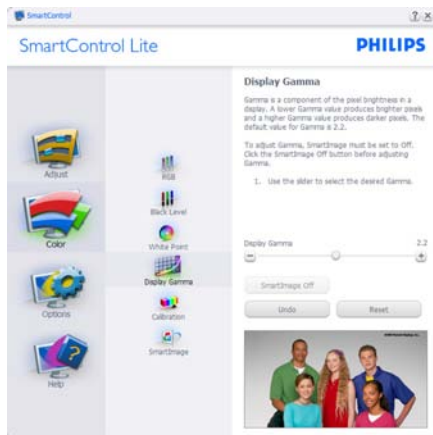 SmartControl
SmartControl Lite
PHILIPS
Adjust
Color
Options
Help
RGB
Black Level
White Point
Display Gamma
Calibration
SmartImage
Display Gamma
Gamma is a component of the pixel brightness in a
display. A lower Gamma value produces brighter pixels
and a higher Gamma value produces darker pixels. The
default value for Gamma is 2.2.
To adjust Gamma, SmartImage must be set to Off.
Click the SmartImage Off button before adjusting
Gamma.
1. Use the slider to select the desired Gamma.
Display Gamma 2.2
SmartImage Off
Undo Reset